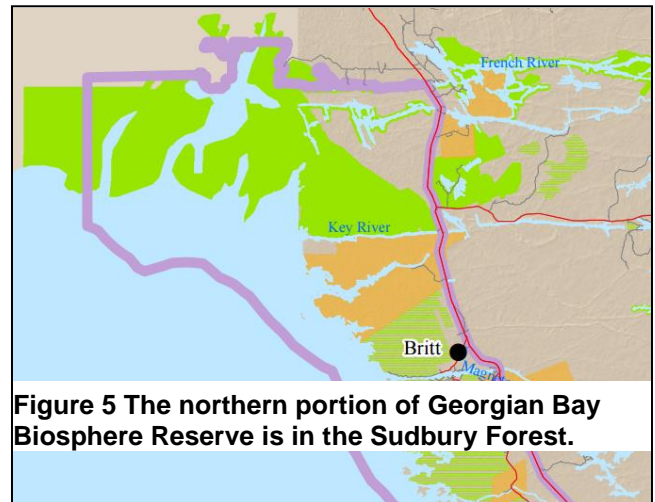 French River
Key River
Britt
Figure 5 The northern portion of Georgian Bay
Biosphere Reserve is in the Sudbury Forest.